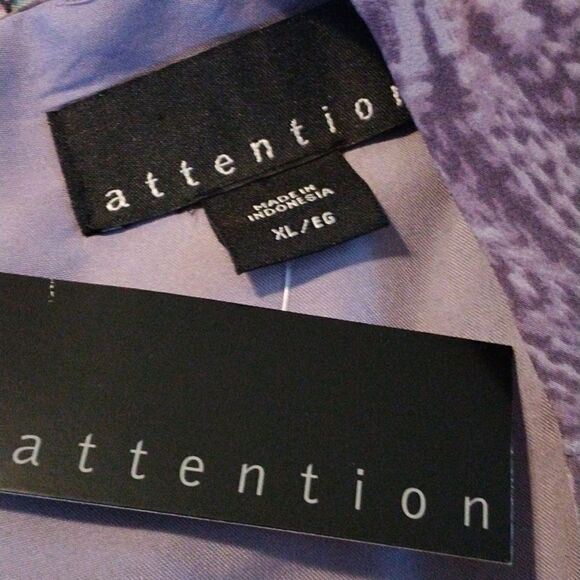 attention
MADE IN
INDONESIA
XL/EG
attention